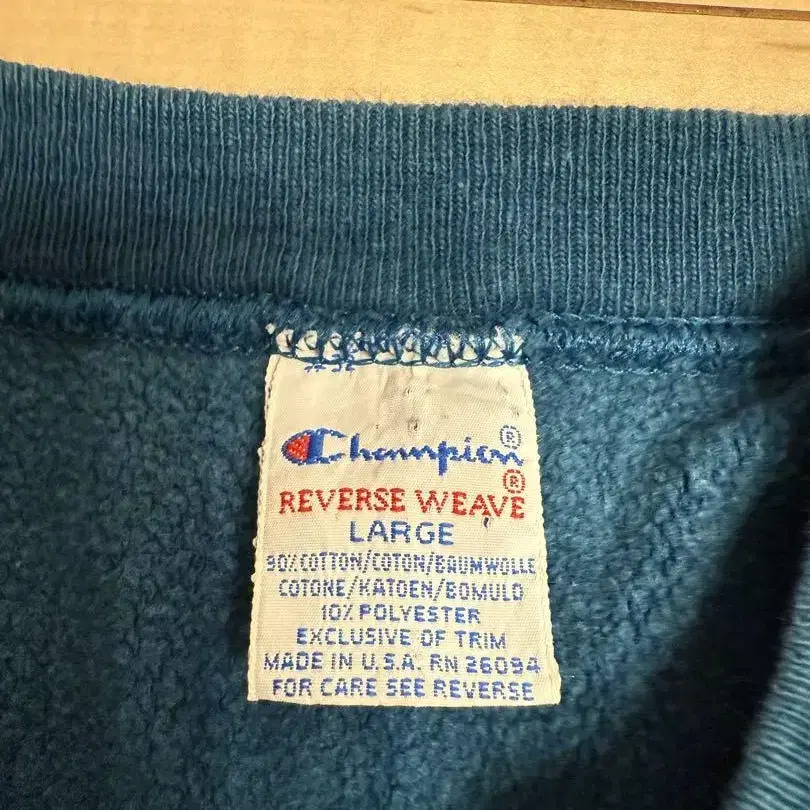 Champion®
REVERSE WEAVE®
LARGE
90% COTTON/COTON/BAUMWOLLE
COTONE/KATOEN/BOMULD
10% POLYESTER
EXCLUSIVE OF TRIM
MADE IN U.S.A. RN 26094
FOR CARE SEE REVERSE